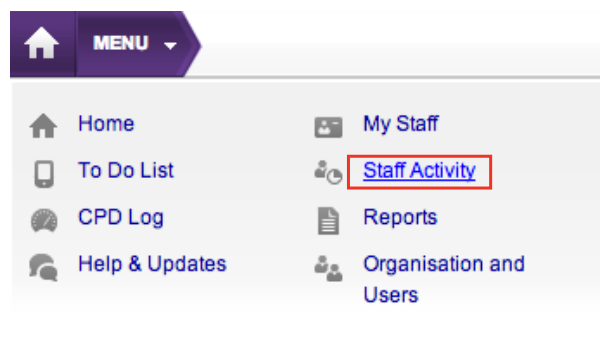 MENU
Home
To Do List
CPD Log
Help & Updates
My Staff
Staff Activity
Reports
Organisation and
Users